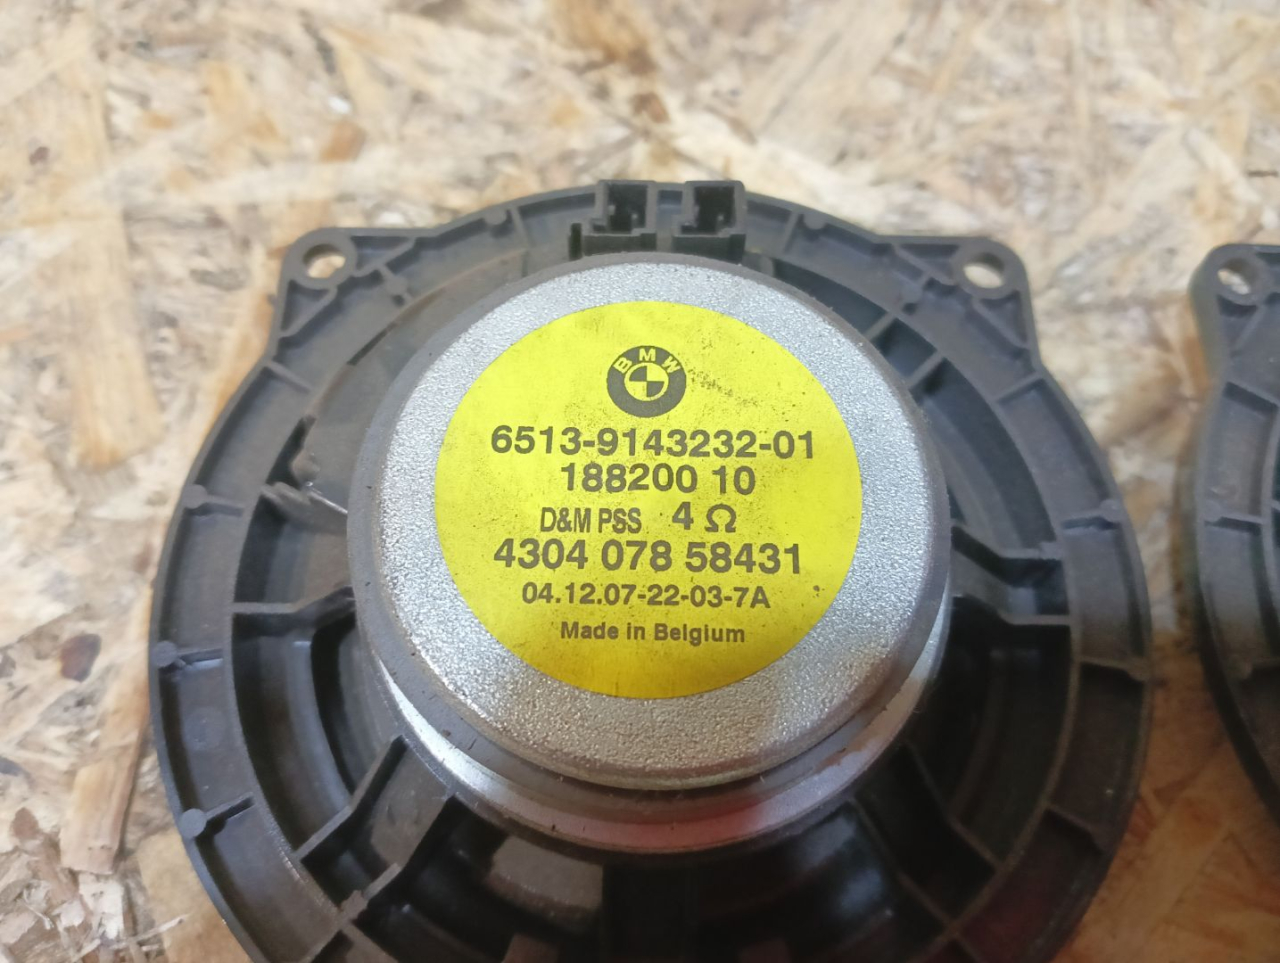 BMW
6513-9143232-01
188200 10
D&M PSS 4 Ω
4304 078 58431
04.12.07-22-03-7A
Made in Belgium